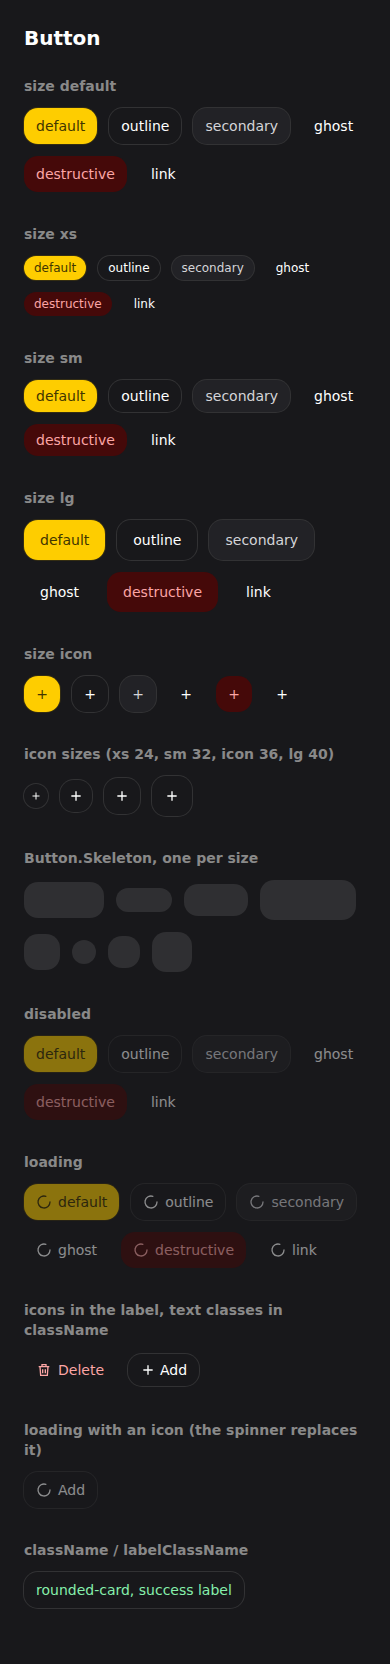 Button
size default
default outline secondary ghost
destructive link
size xs
default outline secondary ghost
destructive link
size sm
default outline secondary ghost
destructive link
size lg
default outline secondary
ghost destructive link
size icon
+ + + + + +
icon sizes (xs 24, sm 32, icon 36, lg 40)
+ + + +
Button.Skeleton, one per size
disabled
default outline secondary ghost
destructive link
loading
default outline secondary
ghost destructive link
icons in the label, text classes in
className
Delete + Add
loading with an icon (the spinner replaces
it)
Add
className / labelClassName
rounded-card, success label